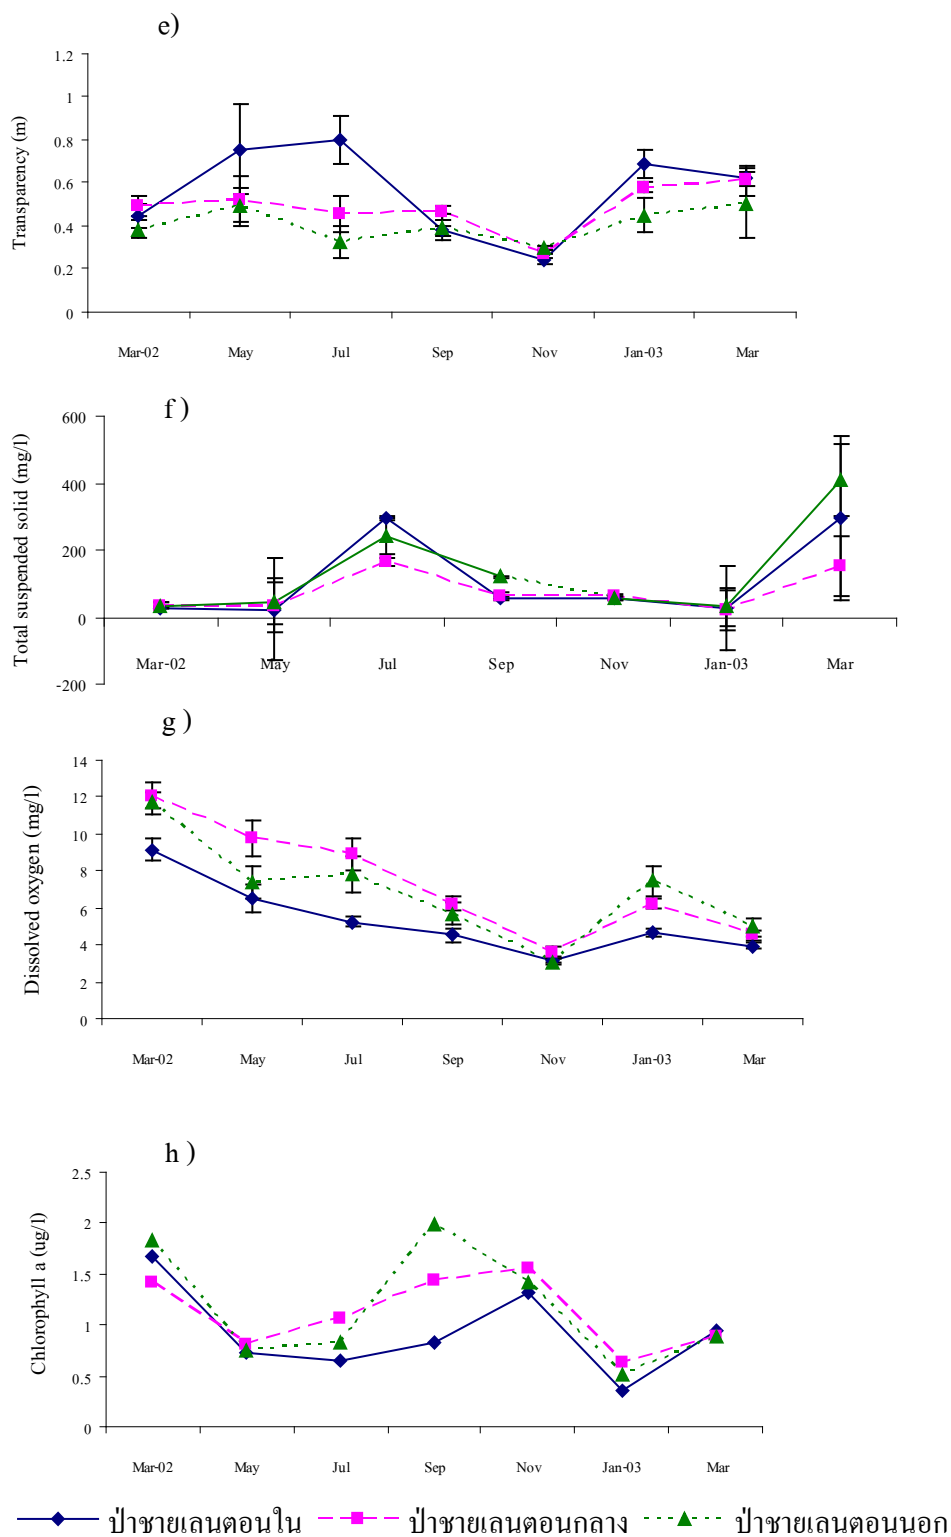 e)
1.2
1
0.8
0.6
0.4
0.2
0
Transparency (m)
Mar-02 May Jul Sep Nov Jan-03 Mar
f )
600
400
200
0
-200
Total suspended solid (mg/l)
Mar-02 May Jul Sep Nov Jan-03 Mar
g )
14
12
10
8
6
4
2
0
Dissolved oxygen (mg/l)
Mar-02 May Jul Sep Nov Jan-03 Mar
h )
2.5
2
1.5
1
0.5
0
Chlorophyll a (ug/l)
Mar-02 May Jul Sep Nov Jan-03 Mar
ป่าชายเลนตอนใน ป่าชายเลนตอนกลาง ป่าชายเลนตอนนอก